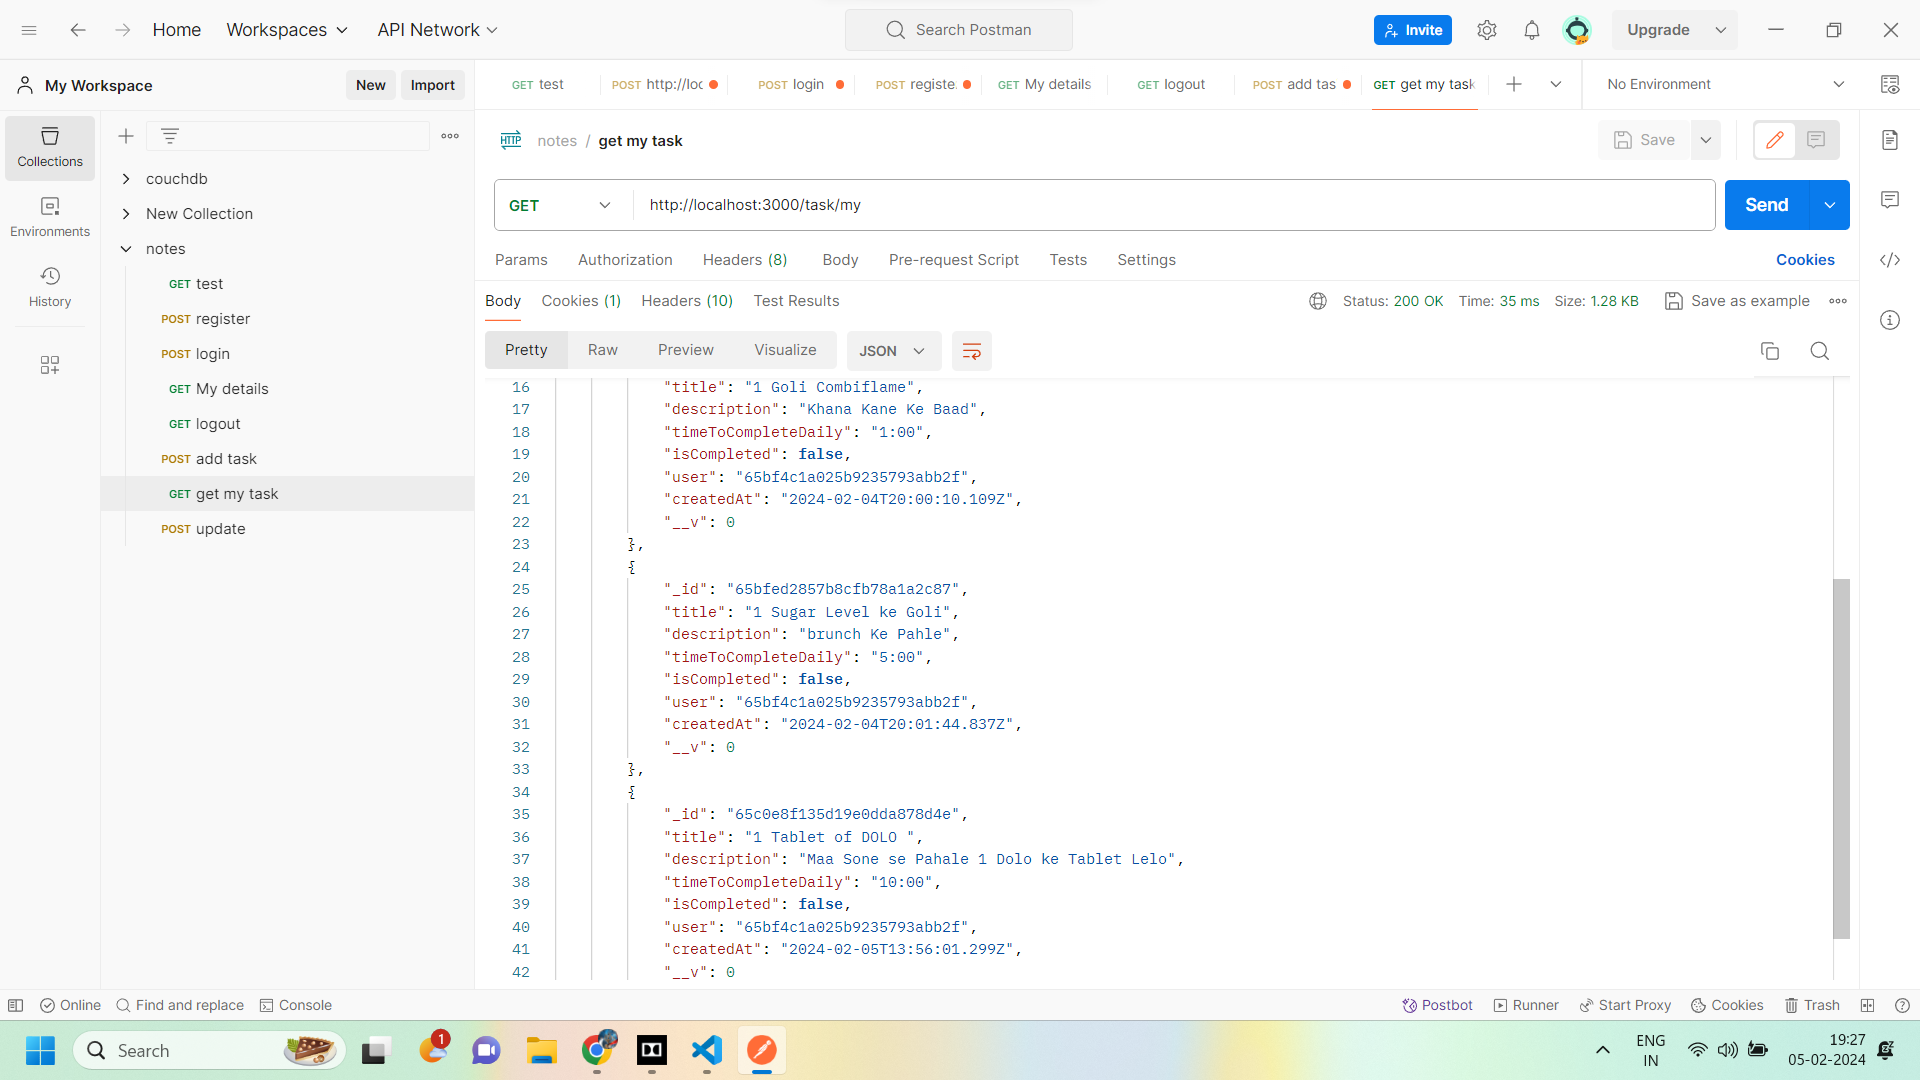 Home Workspaces API Network Search Postman Invite Upgrade
My Workspace New Import GET test POST http://loc POST login POST registe GET My details GET logout POST add tas GET get my task No Environment
Collections
Environments
History
couchdb
New Collection
notes
GET test
POST register
POST login
GET My details
GET logout
POST add task
GET get my task
POST update
HTTP notes / get my task Save
GET http://localhost:3000/task/my Send
Params Authorization Headers (8) Body Pre-request Script Tests Settings Cookies
Body Cookies (1) Headers (10) Test Results Status: 200 OK Time: 35 ms Size: 1.28 KB Save as example
Pretty Raw Preview Visualize JSON
16 "title": "1 Goli Combiflame",
17 "description": "Khana Kane Ke Baad",
18 "timeToCompleteDaily": "1:00",
19 "isCompleted": false,
20 "user": "65bf4c1a025b9235793abb2f",
21 "createdAt": "2024-02-04T20:00:10.109Z",
22 "__v": 0
23 },
24 {
25 "_id": "65bfed2857b8cfb78a1a2c87",
26 "title": "1 Sugar Level ke Goli",
27 "description": "brunch Ke Pahle",
28 "timeToCompleteDaily": "5:00",
29 "isCompleted": false,
30 "user": "65bf4c1a025b9235793abb2f",
31 "createdAt": "2024-02-04T20:01:44.837Z",
32 "__v": 0
33 },
34 {
35 "_id": "65c0e8f135d19e0dda878d4e",
36 "title": "1 Tablet of DOLO ",
37 "description": "Maa Sone se Pahale 1 Dolo ke Tablet Lelo",
38 "timeToCompleteDaily": "10:00",
39 "isCompleted": false,
40 "user": "65bf4c1a025b9235793abb2f",
41 "createdAt": "2024-02-05T13:56:01.299Z",
42 "__v": 0
Online Find and replace Console Postbot Runner Start Proxy Cookies Trash
Search 1 ENG IN 19:27 05-02-2024